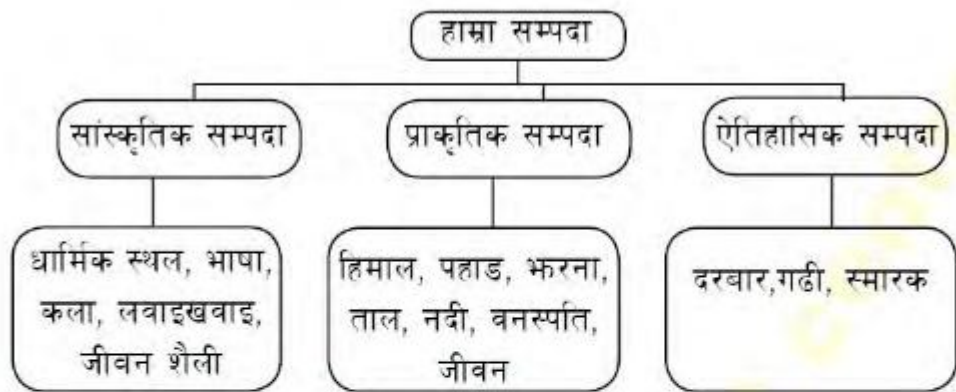 हाम्रा सम्पदा
सांस्कृतिक सम्पदा
प्राकृतिक सम्पदा
ऐतिहासिक सम्पदा
धार्मिक स्थल, भाषा,
कला, लवाइखवाइ,
जीवन शैली
हिमाल, पहाड, झरना,
ताल, नदी, वनस्पति,
जीवन
दरबार,गढी, स्मारक